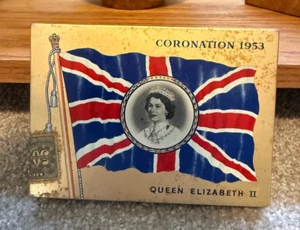 CORONATION 1953
QUEEN ELIZABETH II